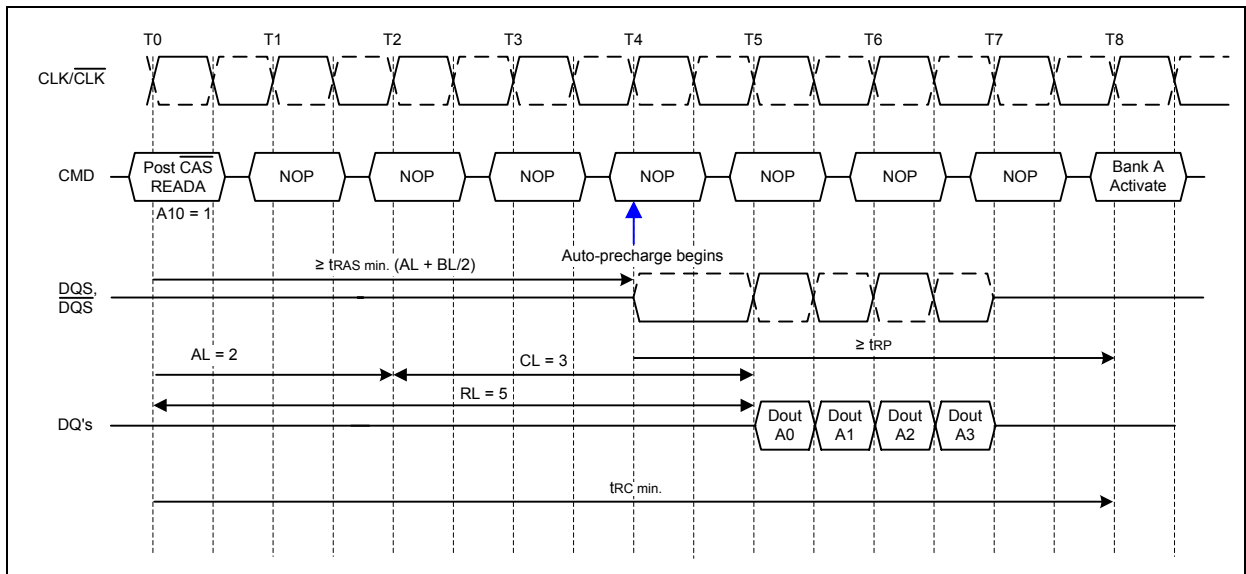 T0 T1 T2 T3 T4 T5 T6 T7 T8
CLK/CLK
CMD
Post CAS
READA
NOP NOP NOP NOP NOP NOP NOP
Bank A
Activate
A10 = 1
Auto-precharge begins
≥ tRAS min. (AL + BL/2)
DQS,
DQS
≥ tRP
AL = 2
CL = 3
RL = 5
DQ's
Dout
A0
Dout
A1
Dout
A2
Dout
A3
tRC min.